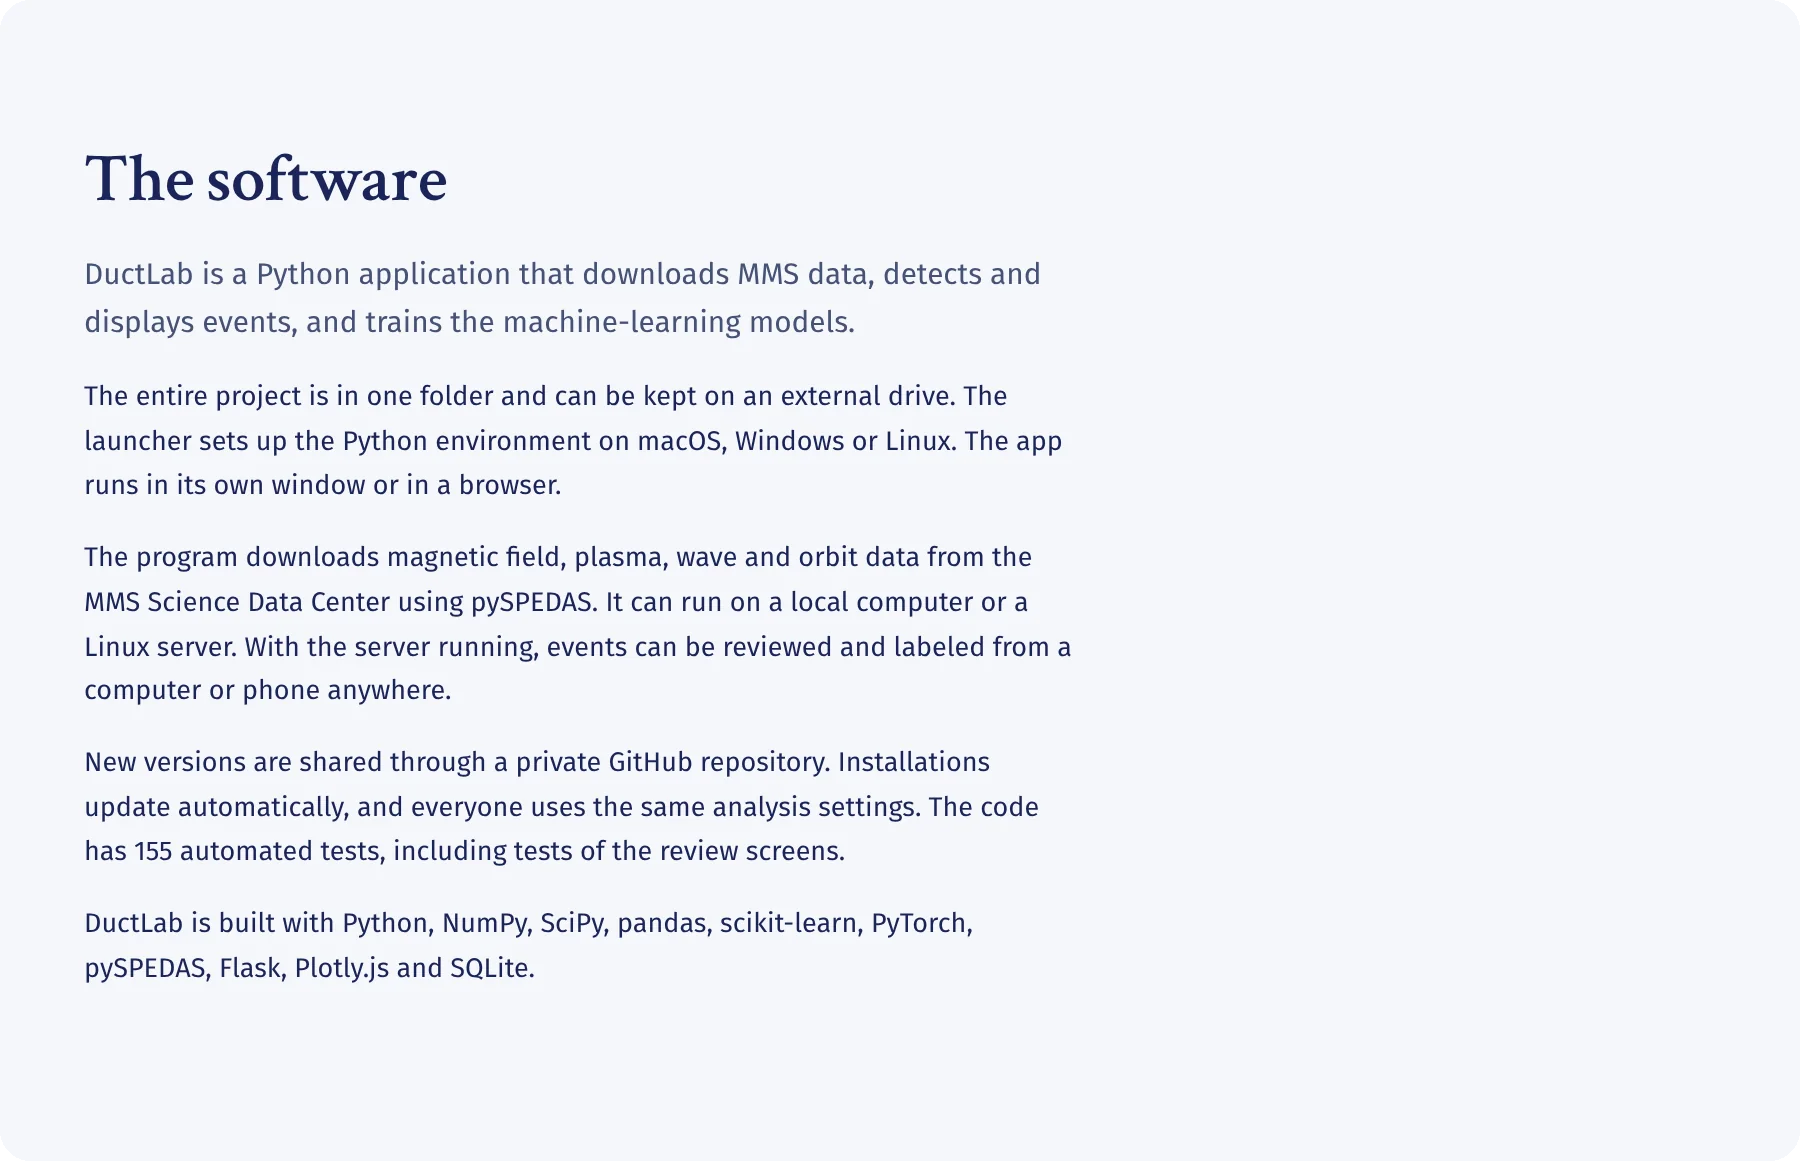 The software
DuctLab is a Python application that downloads MMS data, detects and
displays events, and trains the machine-learning models.
The entire project is in one folder and can be kept on an external drive. The
launcher sets up the Python environment on macOS, Windows or Linux. The app
runs in its own window or in a browser.
The program downloads magnetic field, plasma, wave and orbit data from the
MMS Science Data Center using pySPEDAS. It can run on a local computer or a
Linux server. With the server running, events can be reviewed and labeled from a
computer or phone anywhere.
New versions are shared through a private GitHub repository. Installations
update automatically, and everyone uses the same analysis settings. The code
has 155 automated tests, including tests of the review screens.
DuctLab is built with Python, NumPy, SciPy, pandas, scikit-learn, PyTorch,
pySPEDAS, Flask, Plotly.js and SQLite.